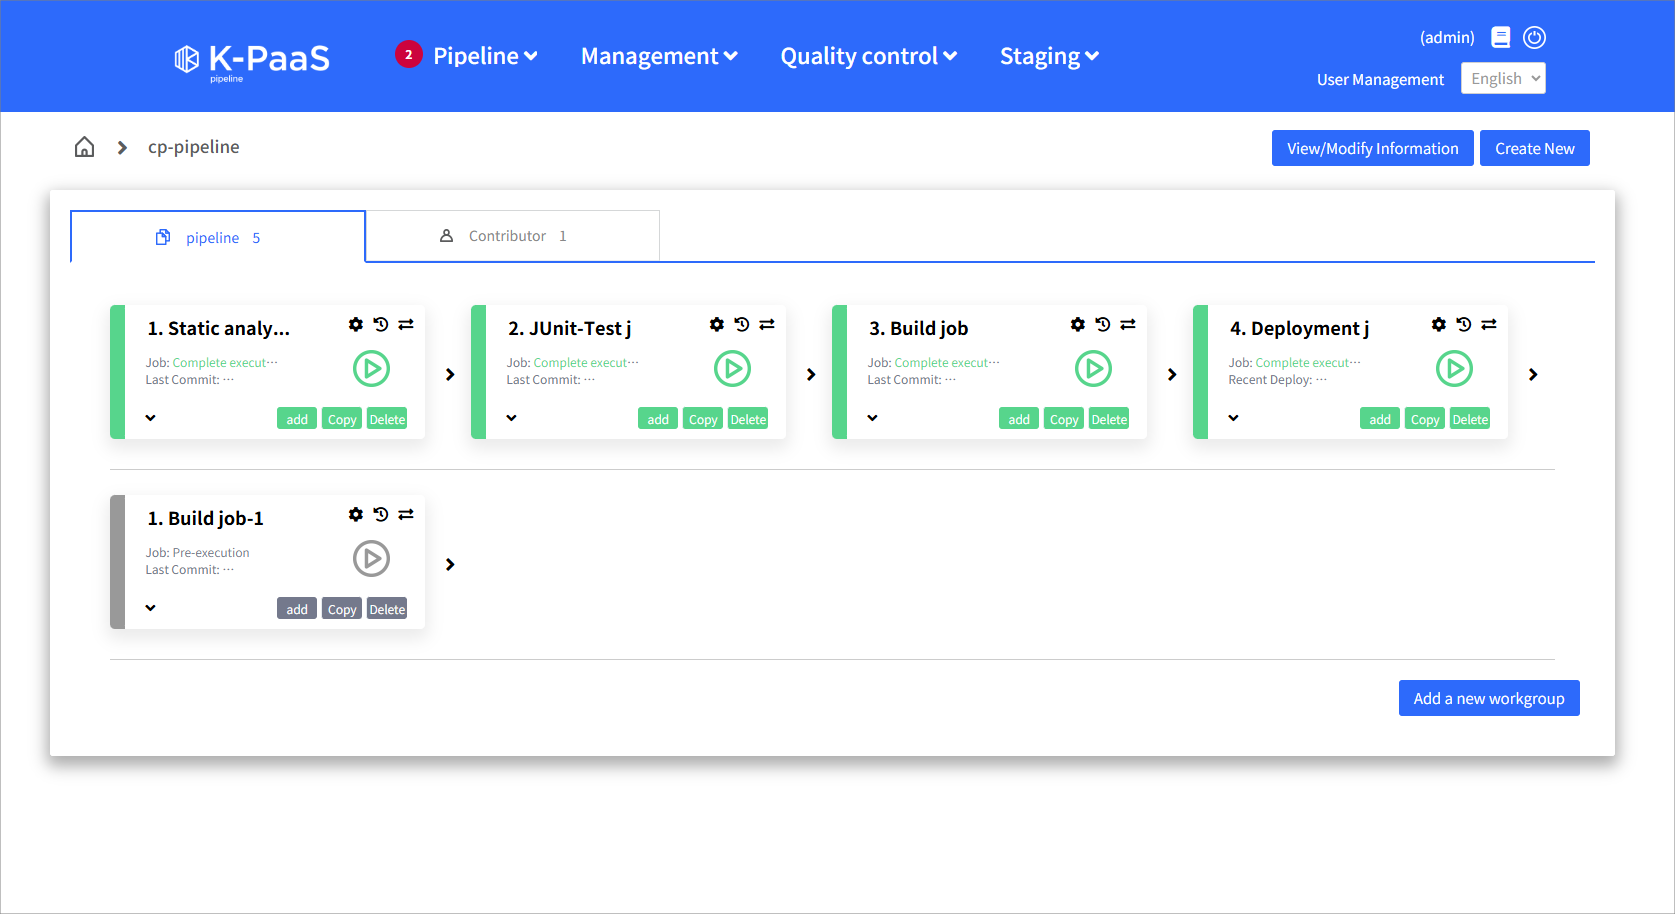 K-PaaS
pipeline
2 Pipeline Management Quality control Staging
(admin)
User Management English
cp-pipeline
View/Modify Information Create New
pipeline 5 Contributor 1
1. Static analy...
Job: Complete execut···
Last Commit: ···
add Copy Delete
2. JUnit-Test j
Job: Complete execut···
Last Commit: ···
add Copy Delete
3. Build job
Job: Complete execut···
Last Commit: ···
add Copy Delete
4. Deployment j
Job: Complete execut···
Recent Deploy: ···
add Copy Delete
1. Build job-1
Job: Pre-execution
Last Commit: ···
add Copy Delete
Add a new workgroup